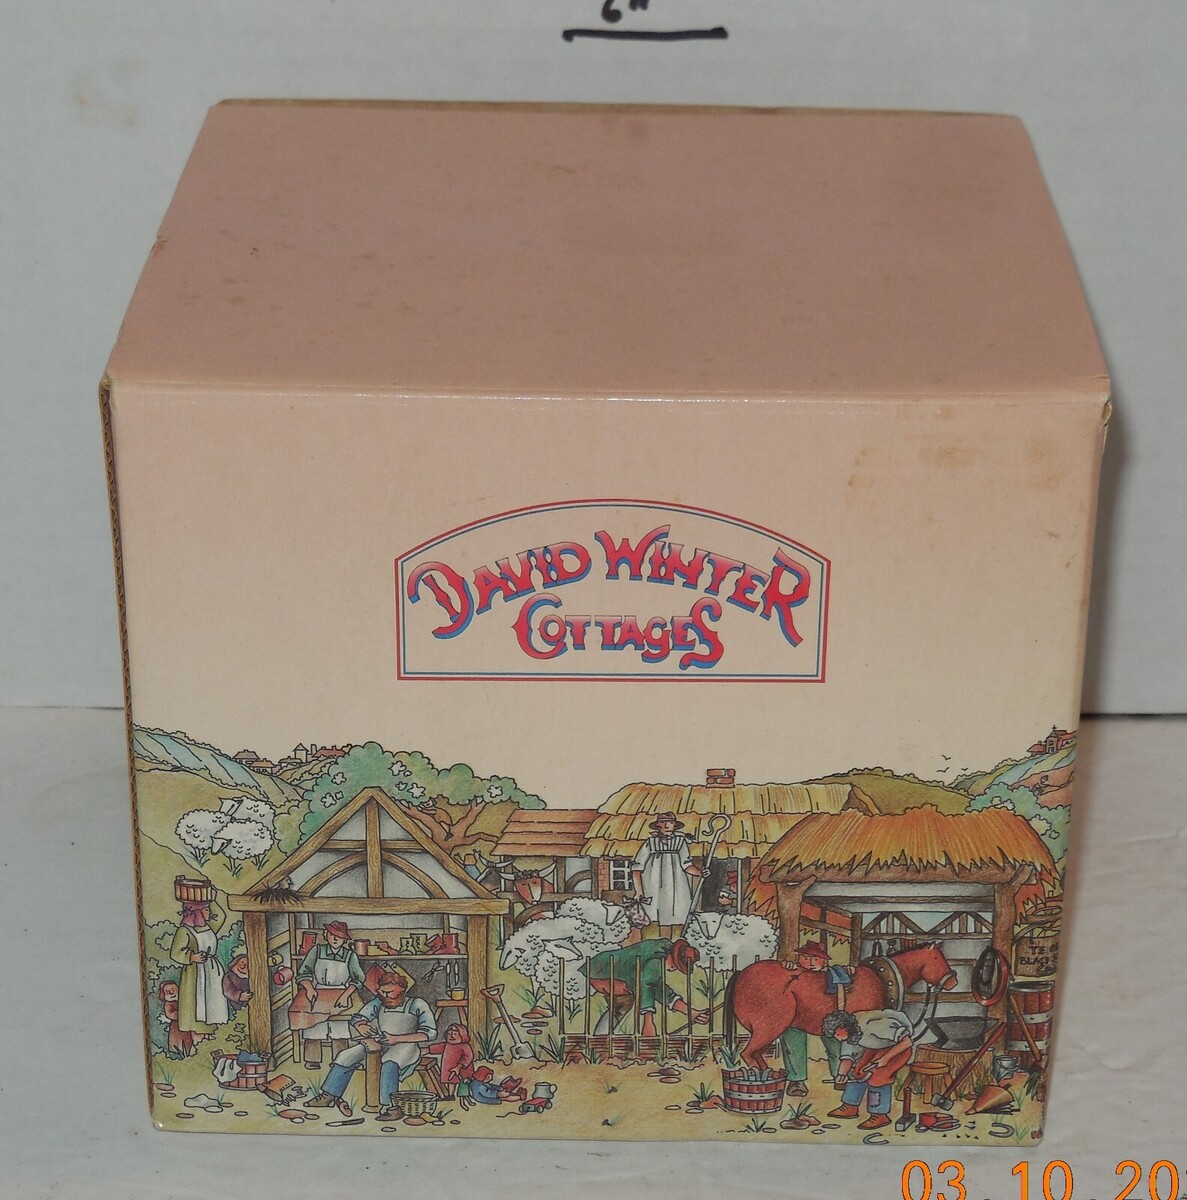 6"
DAVID WINTER
COTTAGES
03.10.20